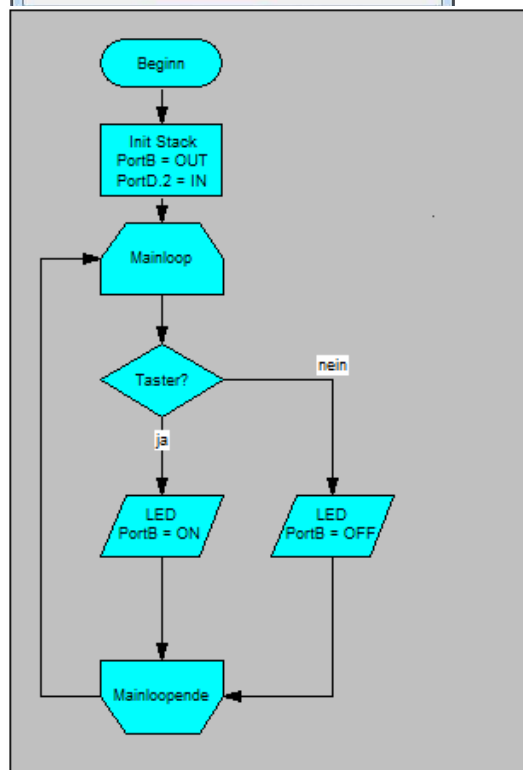 Beginn
Init Stack
PortB = OUT
PortD.2 = IN
Mainloop
Taster?
nein
ja
LED
PortB = ON
LED
PortB = OFF
Mainloopende